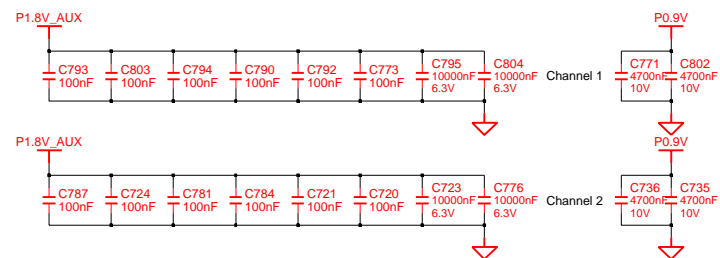 P1.8V_AUX
P0.9V
C793
100nF
C803
100nF
C794
100nF
C790
100nF
C792
100nF
C773
100nF
C795
10000nF
6.3V
C804
10000nF
6.3V
Channel 1
C771
4700nF
10V
C802
4700nF
10V
P1.8V_AUX
P0.9V
C787
100nF
C724
100nF
C781
100nF
C784
100nF
C721
100nF
C720
100nF
C723
10000nF
6.3V
C776
10000nF
6.3V
Channel 2
C736
4700nF
10V
C735
4700nF
10V